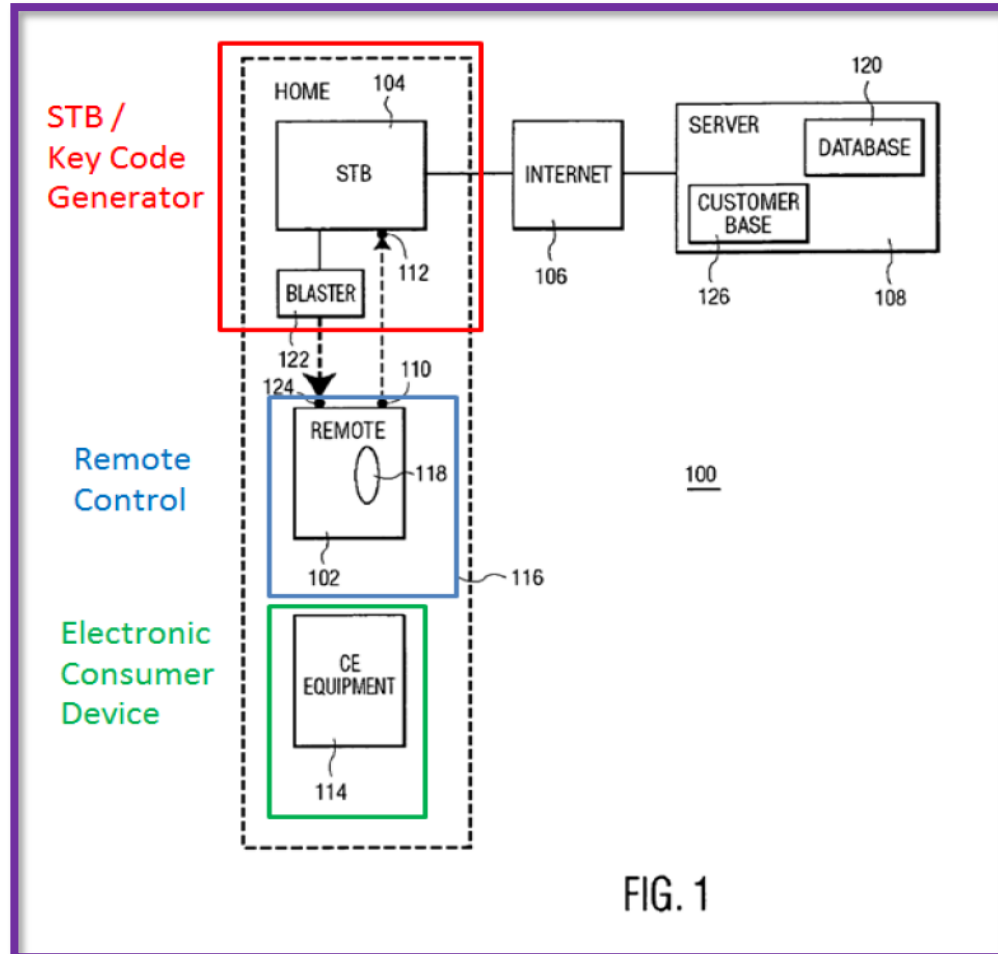 STB /
Key Code
Generator
HOME
104
STB
112
BLASTER
122
INTERNET
106
SERVER
120
DATABASE
CUSTOMER
BASE
126
108
124
110
Remote
Control
REMOTE
118
102
116
100
Electronic
Consumer
Device
CE
EQUIPMENT
114
FIG. 1